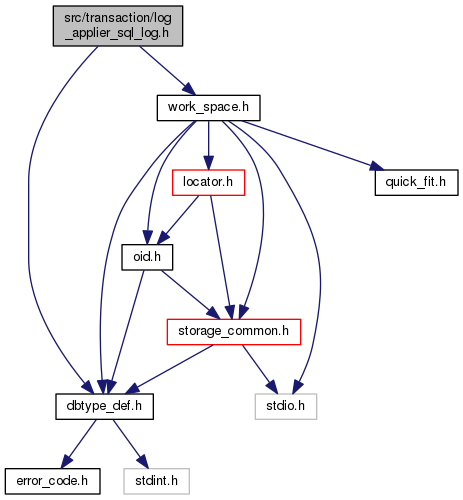 src/transaction/log
_applier_sql_log.h
work_space.h
locator.h
quick_fit.h
oid.h
storage_common.h
dbtype_def.h
stdio.h
error_code.h
stdint.h